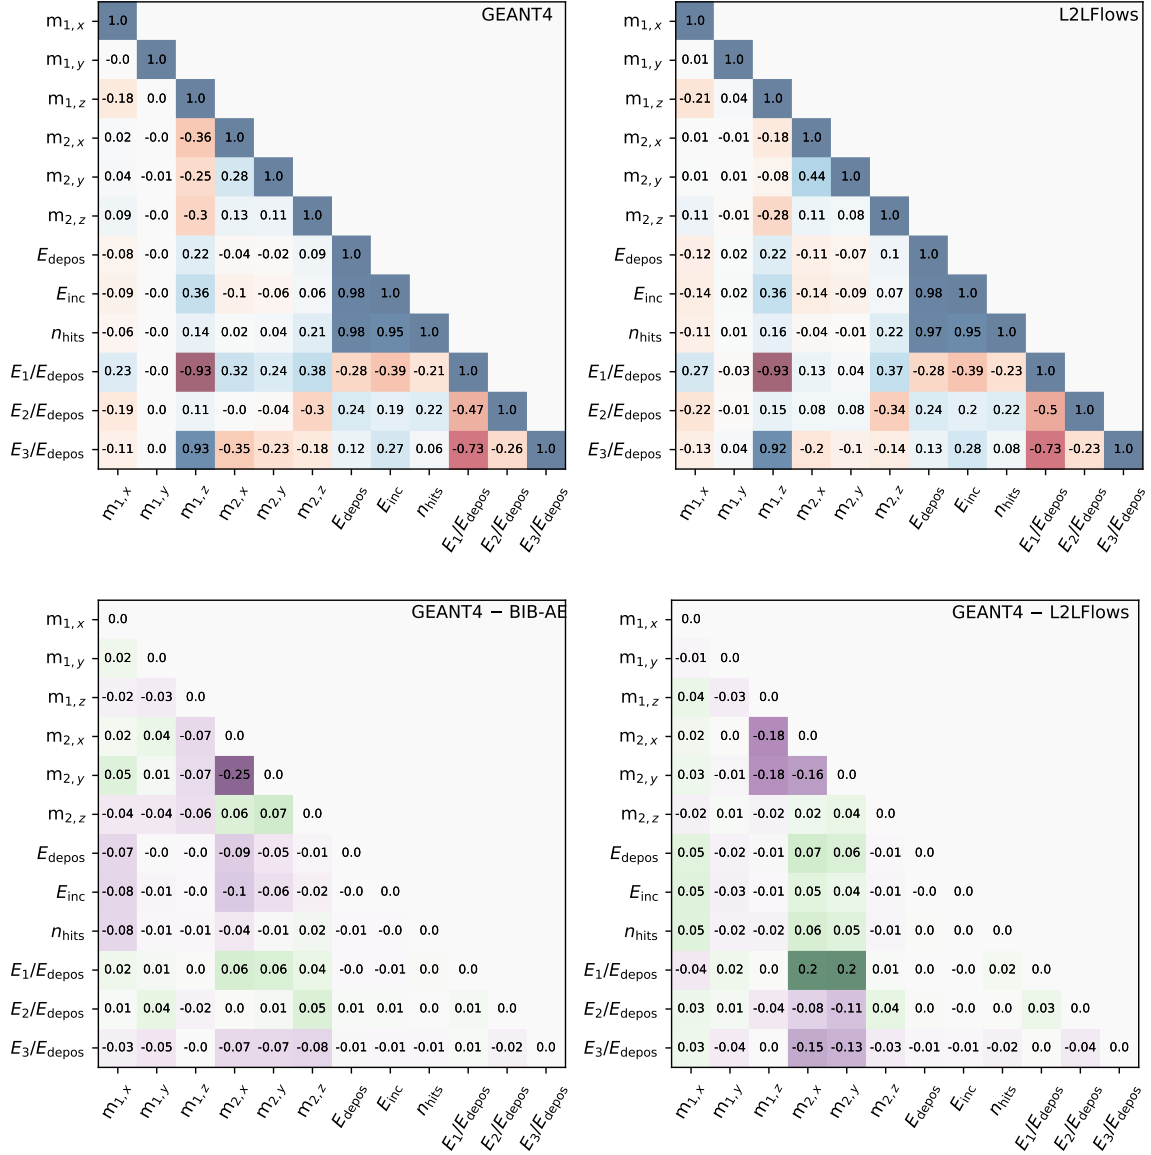 GEANT4
m1,x 1.0
m1,y -0.0 1.0
m1,z -0.18 0.0 1.0
m2,x 0.02 -0.0 -0.36 1.0
m2,y 0.04 -0.01 -0.25 0.28 1.0
m2,z 0.09 -0.0 -0.3 0.13 0.11 1.0
Edepos -0.08 -0.0 0.22 -0.04 -0.02 0.09 1.0
Einc -0.09 -0.0 0.36 -0.1 -0.06 0.06 0.98 1.0
nhits -0.06 -0.0 0.14 0.02 0.04 0.21 0.98 0.95 1.0
E1/Edepos 0.23 -0.0 -0.93 0.32 0.24 0.38 -0.28 -0.39 -0.21 1.0
E2/Edepos -0.19 0.0 0.11 -0.0 -0.04 -0.3 0.24 0.19 0.22 -0.47 1.0
E3/Edepos -0.11 0.0 0.93 -0.35 -0.23 -0.18 0.12 0.27 0.06 -0.73 -0.26 1.0
m1,x m1,y m1,z m2,x m2,y m2,z Edepos Einc nhits E1/Edepos E2/Edepos E3/Edepos
L2LFlows
m1,x 1.0
m1,y 0.01 1.0
m1,z -0.21 0.04 1.0
m2,x 0.01 -0.01 -0.18 1.0
m2,y 0.01 0.01 -0.08 0.44 1.0
m2,z 0.11 -0.01 -0.28 0.11 0.08 1.0
Edepos -0.12 0.02 0.22 -0.11 -0.07 0.1 1.0
Einc -0.14 0.02 0.36 -0.14 -0.09 0.07 0.98 1.0
nhits -0.11 0.01 0.16 -0.04 -0.01 0.22 0.97 0.95 1.0
E1/Edepos 0.27 -0.03 -0.93 0.13 0.04 0.37 -0.28 -0.39 -0.23 1.0
E2/Edepos -0.22 -0.01 0.15 0.08 0.08 -0.34 0.24 0.2 0.22 -0.5 1.0
E3/Edepos -0.13 0.04 0.92 -0.2 -0.1 -0.14 0.13 0.28 0.08 -0.73 -0.23 1.0
m1,x m1,y m1,z m2,x m2,y m2,z Edepos Einc nhits E1/Edepos E2/Edepos E3/Edepos
GEANT4 − BIB-AE
m1,x 0.0
m1,y 0.02 0.0
m1,z -0.02 -0.03 0.0
m2,x 0.02 0.04 -0.07 0.0
m2,y 0.05 0.01 -0.07 -0.25 0.0
m2,z -0.04 -0.04 -0.06 0.06 0.07 0.0
Edepos -0.07 -0.0 -0.0 -0.09 -0.05 -0.01 0.0
Einc -0.08 -0.01 -0.0 -0.1 -0.06 -0.02 -0.0 0.0
nhits -0.08 -0.01 -0.01 -0.04 -0.01 0.02 -0.01 -0.0 0.0
E1/Edepos 0.02 0.01 0.0 0.06 0.06 0.04 -0.0 -0.01 0.0 0.0
E2/Edepos 0.01 0.04 -0.02 0.0 0.01 0.05 0.01 0.01 0.0 0.01 0.0
E3/Edepos -0.03 -0.05 -0.0 -0.07 -0.07 -0.08 -0.01 -0.01 -0.01 0.01 -0.02 0.0
m1,x m1,y m1,z m2,x m2,y m2,z Edepos Einc nhits E1/Edepos E2/Edepos E3/Edepos
GEANT4 − L2LFlows
m1,x 0.0
m1,y -0.01 0.0
m1,z 0.04 -0.03 0.0
m2,x 0.02 0.0 -0.18 0.0
m2,y 0.03 -0.01 -0.18 -0.16 0.0
m2,z -0.02 0.01 -0.02 0.02 0.04 0.0
Edepos 0.05 -0.02 -0.01 0.07 0.06 -0.01 0.0
Einc 0.05 -0.03 -0.01 0.05 0.04 -0.01 -0.0 0.0
nhits 0.05 -0.02 -0.02 0.06 0.05 -0.01 0.0 0.0 0.0
E1/Edepos -0.04 0.02 0.0 0.2 0.2 0.01 0.0 -0.0 0.02 0.0
E2/Edepos 0.03 0.01 -0.04 -0.08 -0.11 0.04 0.0 -0.0 0.0 0.03 0.0
E3/Edepos 0.03 -0.04 0.0 -0.15 -0.13 -0.03 -0.01 -0.01 -0.02 0.0 -0.04 0.0
m1,x m1,y m1,z m2,x m2,y m2,z Edepos Einc nhits E1/Edepos E2/Edepos E3/Edepos